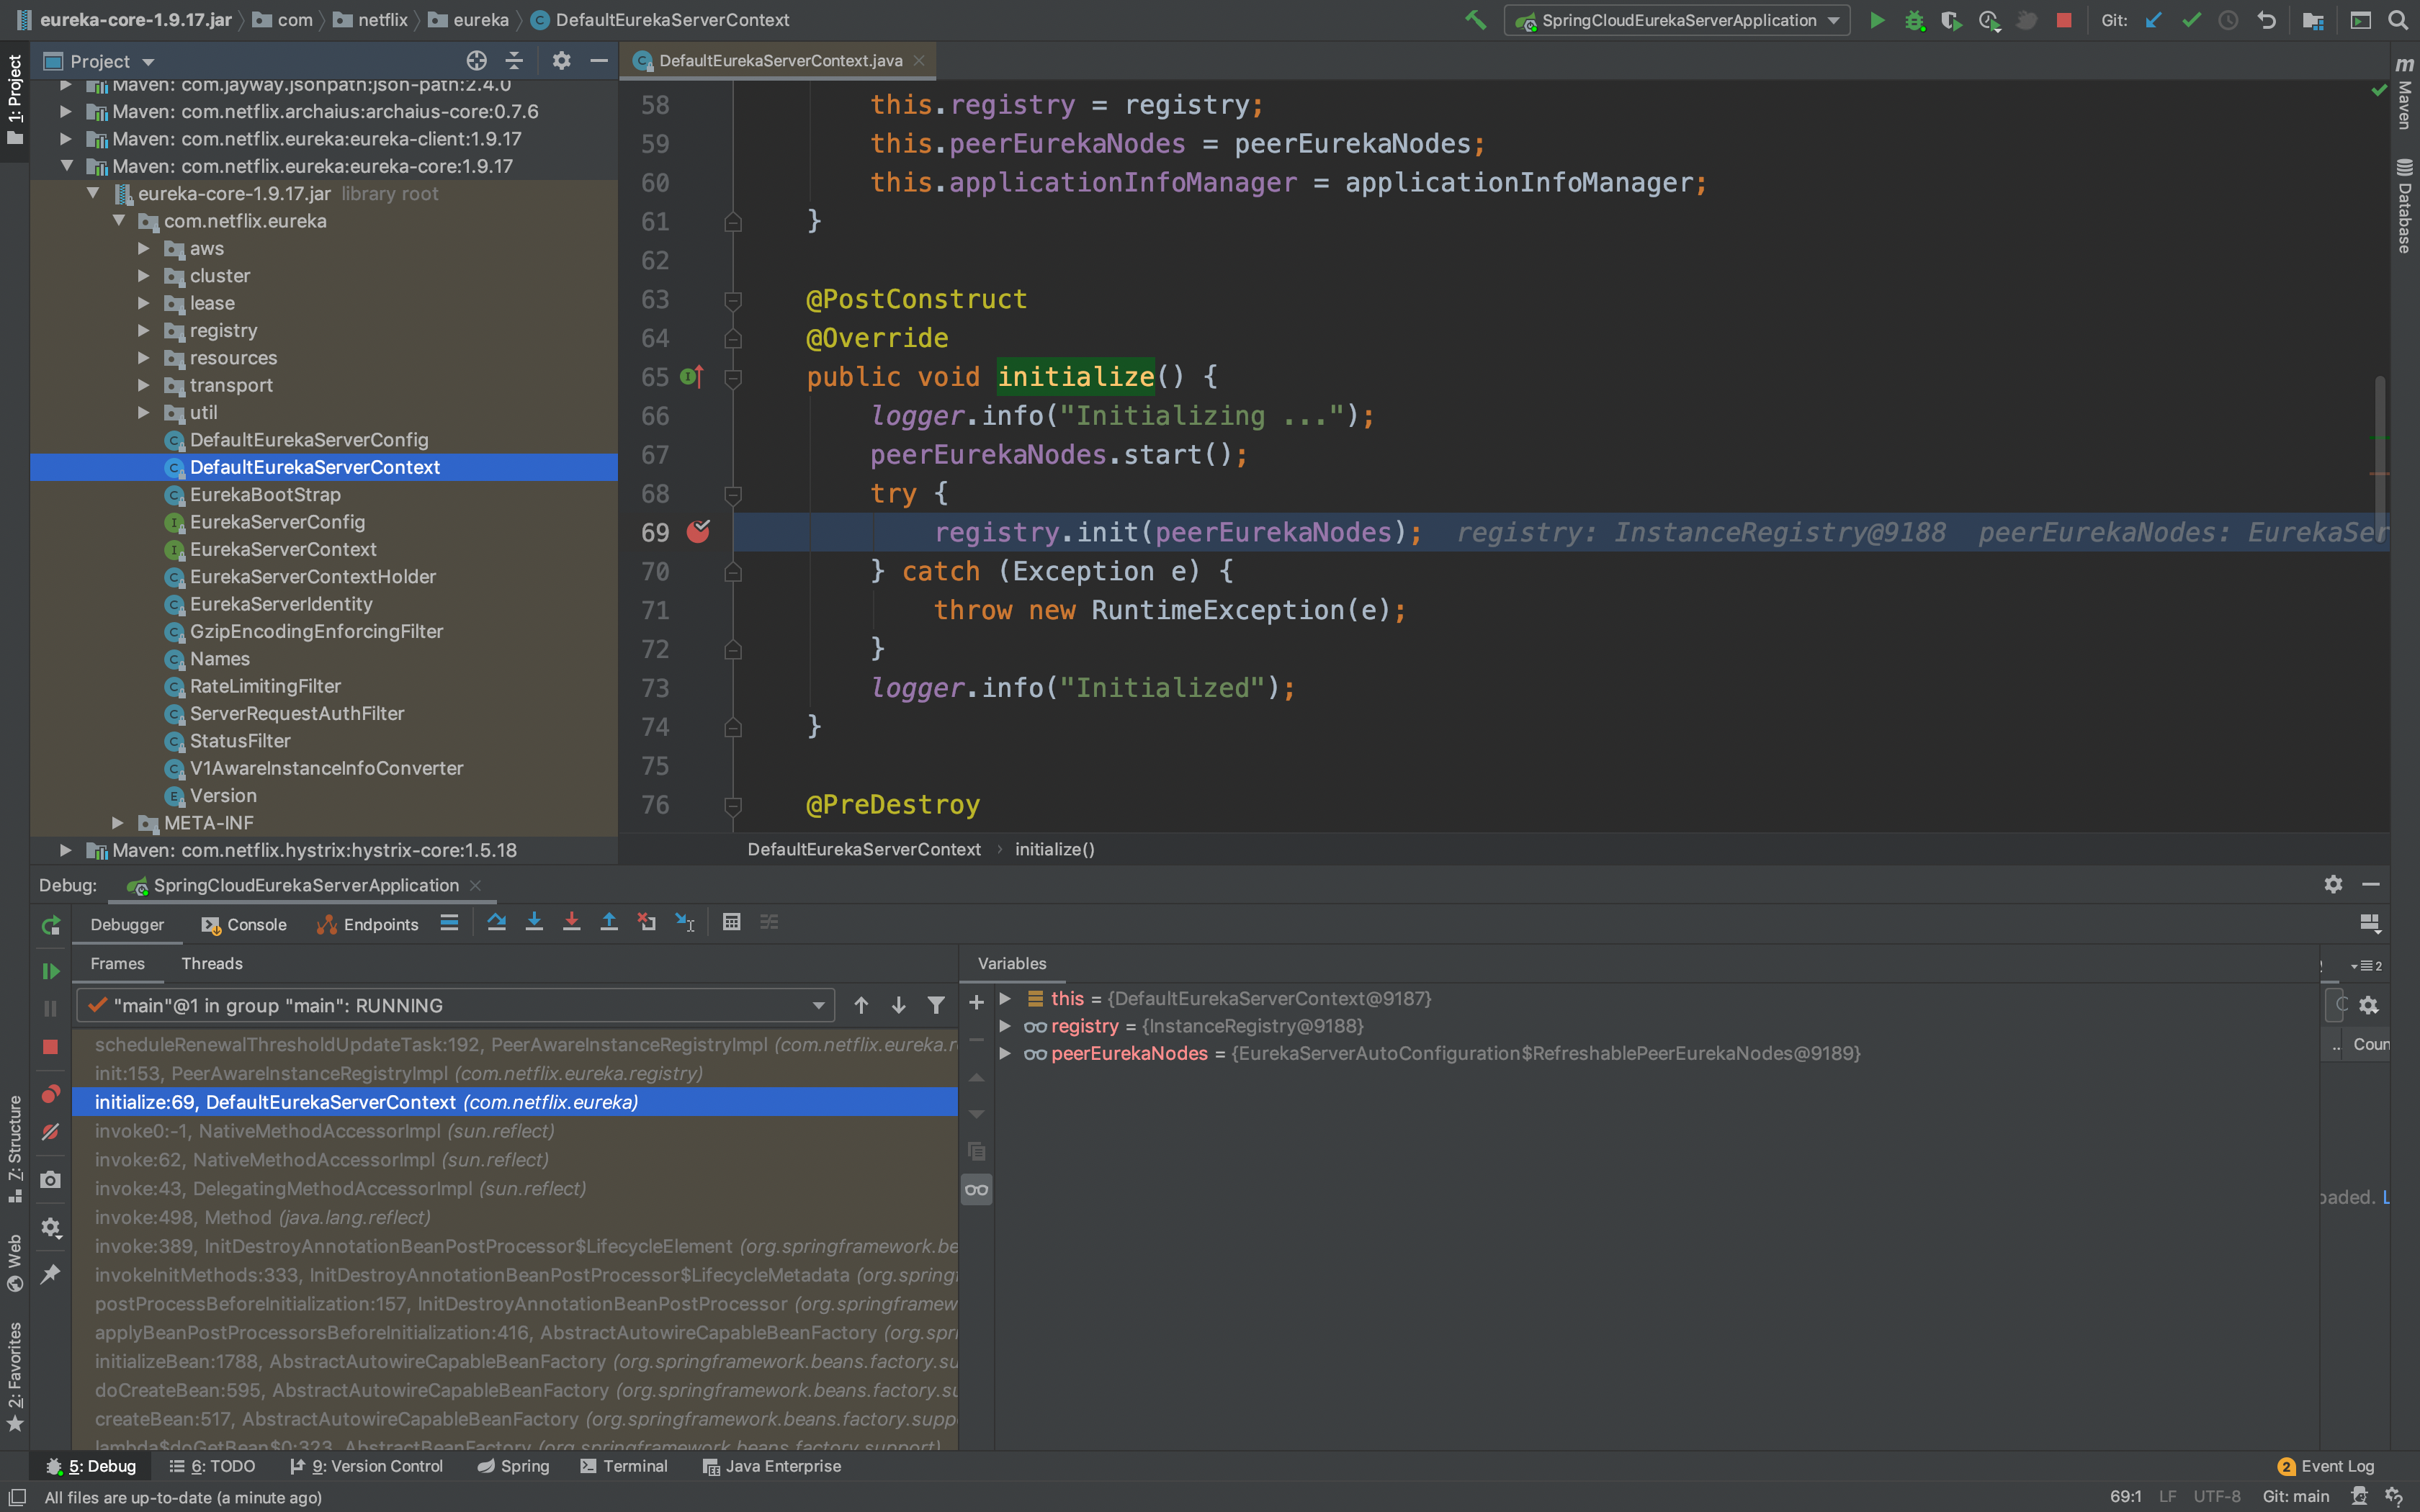 eureka-core-1.9.17.jar com netflix eureka DefaultEurekaServerContext
SpringCloudEurekaServerApplication Git:
1: Project
Project
Maven: com.jayway.jsonpath:json-path:2.4.0
Maven: com.netflix.archaius:archaius-core:0.7.6
Maven: com.netflix.eureka:eureka-client:1.9.17
Maven: com.netflix.eureka:eureka-core:1.9.17
eureka-core-1.9.17.jar library root
com.netflix.eureka
aws
cluster
lease
registry
resources
transport
util
DefaultEurekaServerConfig
DefaultEurekaServerContext
EurekaBootStrap
EurekaServerConfig
EurekaServerContext
EurekaServerContextHolder
EurekaServerIdentity
GzipEncodingEnforcingFilter
Names
RateLimitingFilter
ServerRequestAuthFilter
StatusFilter
V1AwareInstanceInfoConverter
Version
META-INF
Maven: com.netflix.hystrix:hystrix-core:1.5.18
DefaultEurekaServerContext.java
58 this.registry = registry;
59 this.peerEurekaNodes = peerEurekaNodes;
60 this.applicationInfoManager = applicationInfoManager;
61 }
62
63 @PostConstruct
64 @Override
65 public void initialize() {
66 logger.info("Initializing ...");
67 peerEurekaNodes.start();
68 try {
69 registry.init(peerEurekaNodes); registry: InstanceRegistry@9188 peerEurekaNodes: EurekaSer
70 } catch (Exception e) {
71 throw new RuntimeException(e);
72 }
73 logger.info("Initialized");
74 }
75
76 @PreDestroy
DefaultEurekaServerContext › initialize()
m Maven
Database
Debug: SpringCloudEurekaServerApplication
Debugger Console Endpoints
Frames Threads
"main"@1 in group "main": RUNNING
scheduleRenewalThresholdUpdateTask:192, PeerAwareInstanceRegistryImpl (com.netflix.eureka.r
init:153, PeerAwareInstanceRegistryImpl (com.netflix.eureka.registry)
initialize:69, DefaultEurekaServerContext (com.netflix.eureka)
invoke0:-1, NativeMethodAccessorImpl (sun.reflect)
invoke:62, NativeMethodAccessorImpl (sun.reflect)
invoke:43, DelegatingMethodAccessorImpl (sun.reflect)
invoke:498, Method (java.lang.reflect)
invoke:389, InitDestroyAnnotationBeanPostProcessor$LifecycleElement (org.springframework.be
invokeInitMethods:333, InitDestroyAnnotationBeanPostProcessor$LifecycleMetadata (org.spring
postProcessBeforeInitialization:157, InitDestroyAnnotationBeanPostProcessor (org.springframew
applyBeanPostProcessorsBeforeInitialization:416, AbstractAutowireCapableBeanFactory (org.spri
initializeBean:1788, AbstractAutowireCapableBeanFactory (org.springframework.beans.factory.su
doCreateBean:595, AbstractAutowireCapableBeanFactory (org.springframework.beans.factory.su
createBean:517, AbstractAutowireCapableBeanFactory (org.springframework.beans.factory.supp
lambda$doGetBean$0:323, AbstractBeanFactory (org.springframework.beans.factory.support)
Variables
this = {DefaultEurekaServerContext@9187}
registry = {InstanceRegistry@9188}
peerEurekaNodes = {EurekaServerAutoConfiguration$RefreshablePeerEurekaNodes@9189}
2
.. Coun
oaded. L
Z: Structure
Web
2: Favorites
5: Debug 6: TODO 9: Version Control Spring Terminal Java Enterprise 2 Event Log
All files are up-to-date (a minute ago) 69:1 LF UTF-8 Git: main